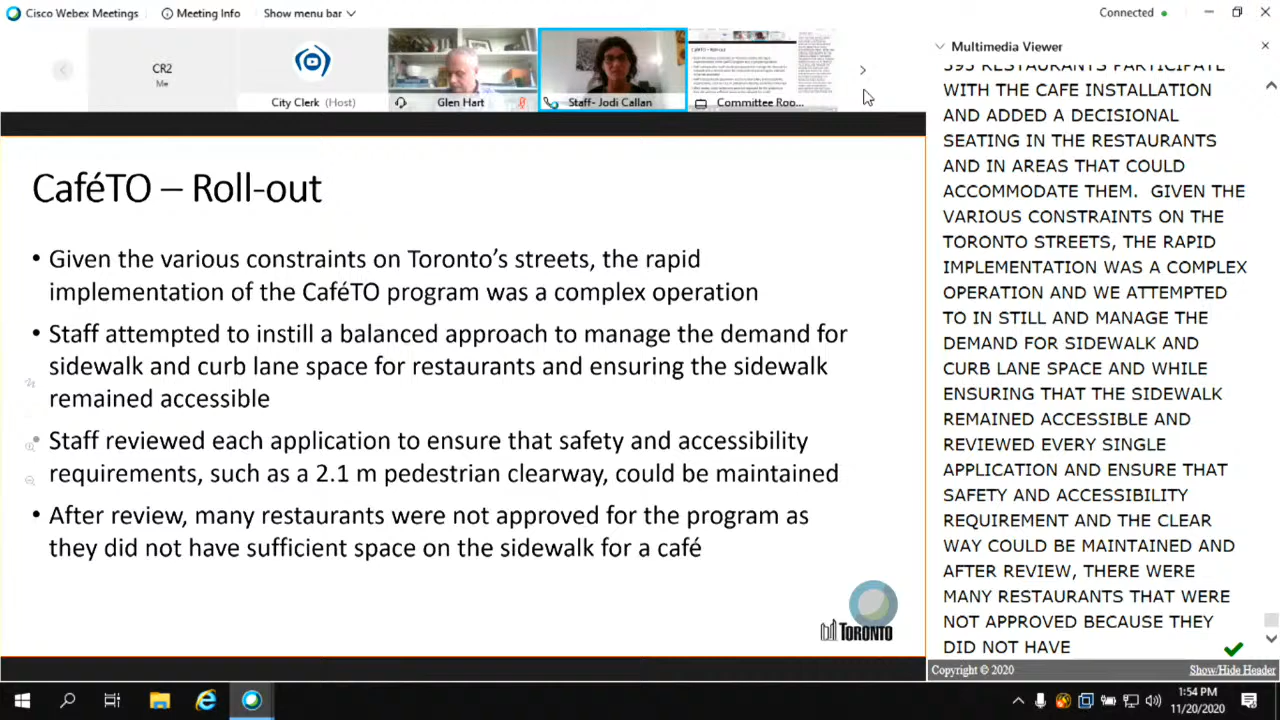 Cisco Webex Meetings
Meeting Info
Show menu bar
Connected
CR2
Me
City Clerk (Host)
Glen Hart
Staff- Jodi Callan
Committee Roo...
CaféTO – Roll-out
• Given the various constraints on Toronto's streets, the rapid
implementation of the CaféTO program was a complex operation
• Staff attempted to instill a balanced approach to manage the demand for
sidewalk and curb lane space for restaurants and ensuring the sidewalk
remained accessible
• Staff reviewed each application to ensure that safety and accessibility
requirements, such as a 2.1 m pedestrian clearway, could be maintained
• After review, many restaurants were not approved for the program as
they did not have sufficient space on the sidewalk for a café
TORONTO
Multimedia Viewer
WITH THE CAFE INSTALLATION
AND ADDED A DECISIONAL
SEATING IN THE RESTAURANTS
AND IN AREAS THAT COULD
ACCOMMODATE THEM. GIVEN THE
VARIOUS CONSTRAINTS ON THE
TORONTO STREETS, THE RAPID
IMPLEMENTATION WAS A COMPLEX
OPERATION AND WE ATTEMPTED
TO IN STILL AND MANAGE THE
DEMAND FOR SIDEWALK AND
CURB LANE SPACE AND WHILE
ENSURING THAT THE SIDEWALK
REMAINED ACCESSIBLE AND
REVIEWED EVERY SINGLE
APPLICATION AND ENSURE THAT
SAFETY AND ACCESSIBILITY
REQUIREMENT AND THE CLEAR
WAY COULD BE MAINTAINED AND
AFTER REVIEW, THERE WERE
MANY RESTAURANTS THAT WERE
NOT APPROVED BECAUSE THEY
DID NOT HAVE
Copyright © 2020
Show/Hide Header
1:54 PM
11/20/2020